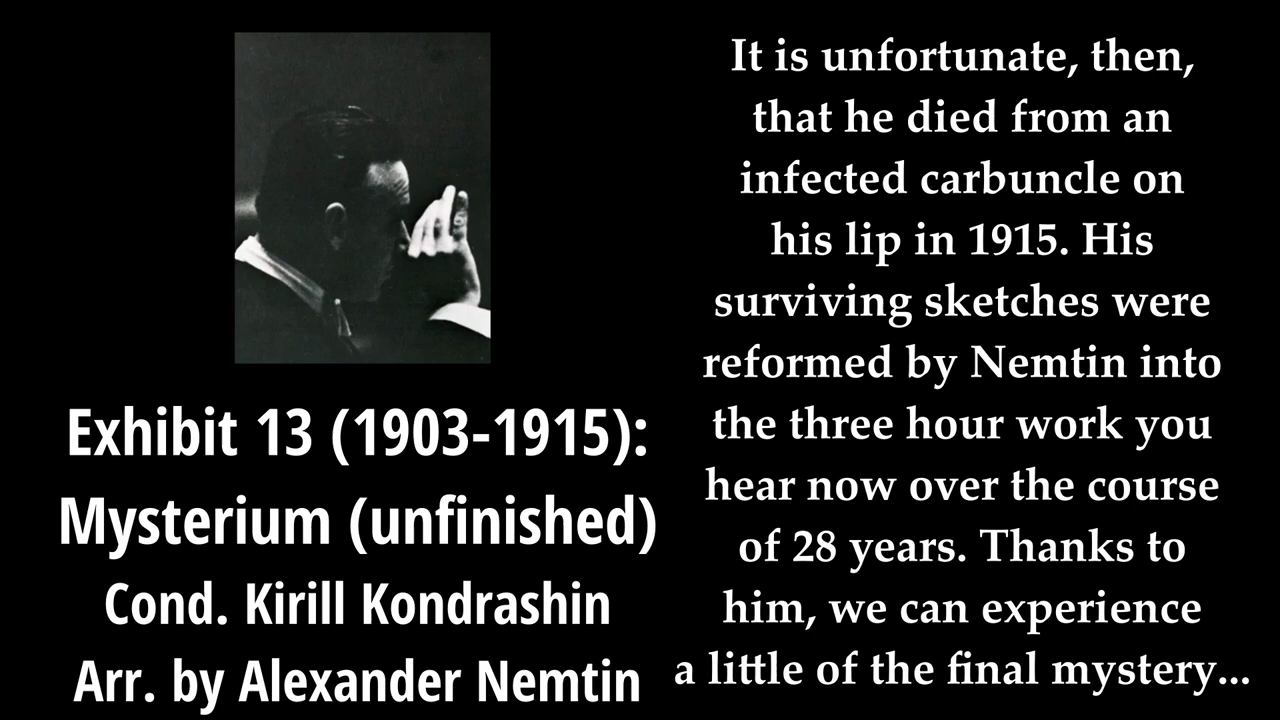 Exhibit 13 (1903-1915):
Mysterium (unfinished)
Cond. Kirill Kondrashin
Arr. by Alexander Nemtin
It is unfortunate, then,
that he died from an
infected carbuncle on
his lip in 1915. His
surviving sketches were
reformed by Nemtin into
the three hour work you
hear now over the course
of 28 years. Thanks to
him, we can experience
a little of the final mystery...